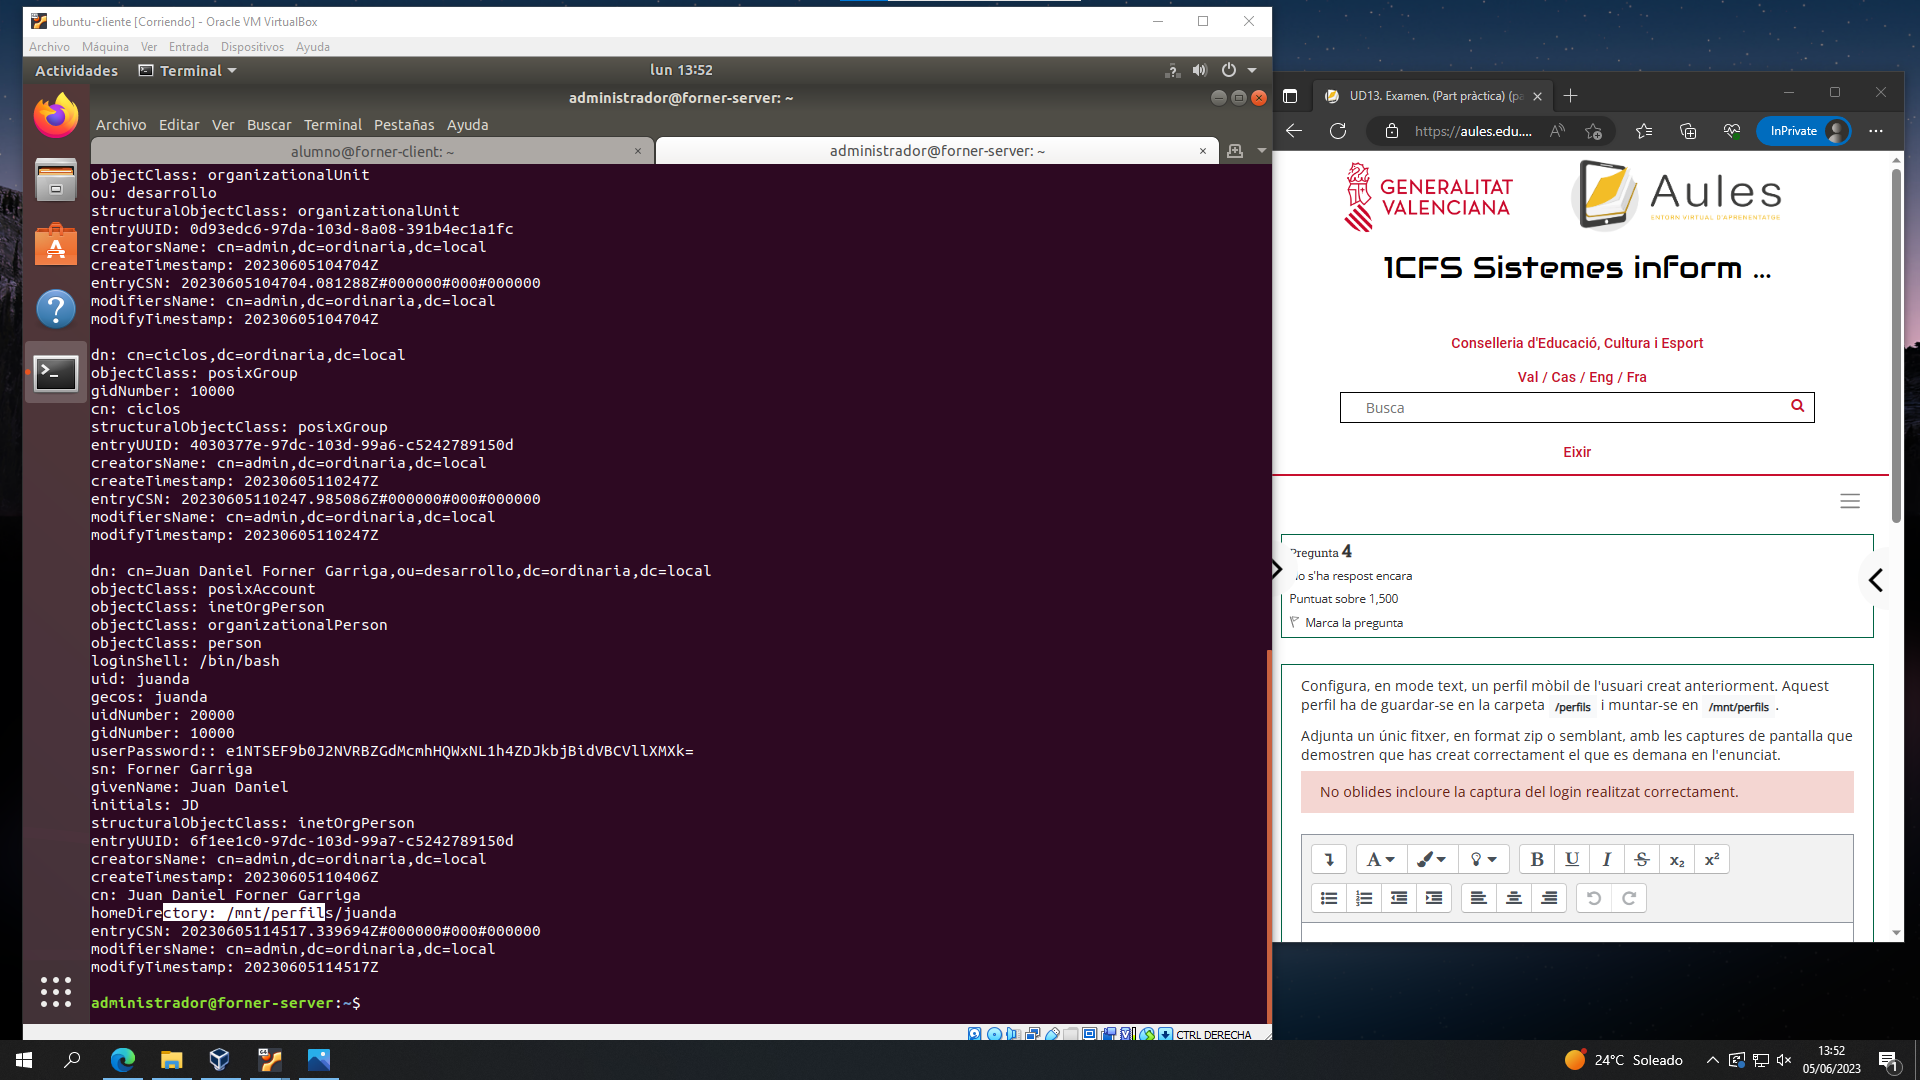 ubuntu-cliente [Corriendo] - Oracle VM VirtualBox
Archivo Máquina Ver Entrada Dispositivos Ayuda
Actividades Terminal lun 13:52
administrador@forner-server: ~
Archivo Editar Ver Buscar Terminal Pestañas Ayuda
alumno@forner-client: ~ × administrador@forner-server: ~ ×
objectClass: organizationalUnit
ou: desarrollo
structuralObjectClass: organizationalUnit
entryUUID: 0d93edc6-97da-103d-8a08-391b4ec1a1fc
creatorsName: cn=admin,dc=ordinaria,dc=local
createTimestamp: 20230605104704Z
entryCSN: 20230605104704.081288Z#000000#000#000000
modifiersName: cn=admin,dc=ordinaria,dc=local
modifyTimestamp: 20230605104704Z
dn: cn=ciclos,dc=ordinaria,dc=local
objectClass: posixGroup
gidNumber: 10000
cn: ciclos
structuralObjectClass: posixGroup
entryUUID: 4030377e-97dc-103d-99a6-c5242789150d
creatorsName: cn=admin,dc=ordinaria,dc=local
createTimestamp: 20230605110247Z
entryCSN: 20230605110247.985086Z#000000#000#000000
modifiersName: cn=admin,dc=ordinaria,dc=local
modifyTimestamp: 20230605110247Z
dn: cn=Juan Daniel Forner Garriga,ou=desarrollo,dc=ordinaria,dc=local
objectClass: posixAccount
objectClass: inetOrgPerson
objectClass: organizationalPerson
objectClass: person
loginShell: /bin/bash
uid: juanda
gecos: juanda
uidNumber: 20000
gidNumber: 10000
userPassword:: e1NTSEF9b0J2NVRBZGdMcmhHQWxNL1h4ZDJkbjBidVBCVllXMXk=
sn: Forner Garriga
givenName: Juan Daniel
initials: JD
structuralObjectClass: inetOrgPerson
entryUUID: 6f1ee1c0-97dc-103d-99a7-c5242789150d
creatorsName: cn=admin,dc=ordinaria,dc=local
createTimestamp: 20230605110406Z
cn: Juan Daniel Forner Garriga
homeDirectory: /mnt/perfils/juanda
entryCSN: 20230605114517.339694Z#000000#000#000000
modifiersName: cn=admin,dc=ordinaria,dc=local
modifyTimestamp: 20230605114517Z
administrador@forner-server:~$
CTRL DERECHA
UD13. Examen. (Part pràctica) (pa
https://aules.edu.... InPrivate
GENERALITAT
VALENCIANA
Aules
ENTORN VIRTUAL D'APRENENTATGE
1CFS Sistemes inform ...
Conselleria d'Educació, Cultura i Esport
Val / Cas / Eng / Fra
Busca
Eixir
Pregunta 4
o s'ha respost encara
Puntuat sobre 1,500
Marca la pregunta
Configura, en mode text, un perfil mòbil de l'usuari creat anteriorment. Aquest
perfil ha de guardar-se en la carpeta /perfils i muntar-se en /mnt/perfils .
Adjunta un únic fitxer, en format zip o semblant, amb les captures de pantalla que
demostren que has creat correctament el que es demana en l'enunciat.
No oblides incloure la captura del login realitzat correctament.
A B U I S x₂ x²
24°C Soleado
13:52
05/06/2023
1